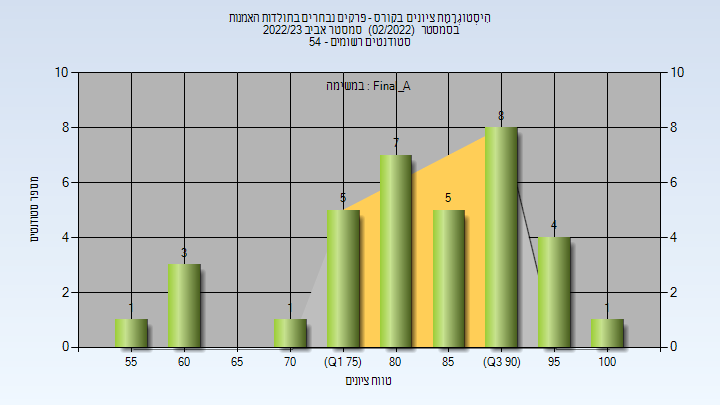 היסטוגרמת ציונים בקורס - פרקים נבחרים בתולדות האמנות
בסמסטר (02/2022) סמסטר אביב 2022/23
סטודנטים רשומים - 54
במשימה : Final_A
10 10
8 8
6 6
4 4
2 2
0 0
1 3 1 5 7 5 8 4 1
55 60 65 70 (Q1 75) 80 85 (Q3 90) 95 100
מספר סטודנטים
טווח ציונים